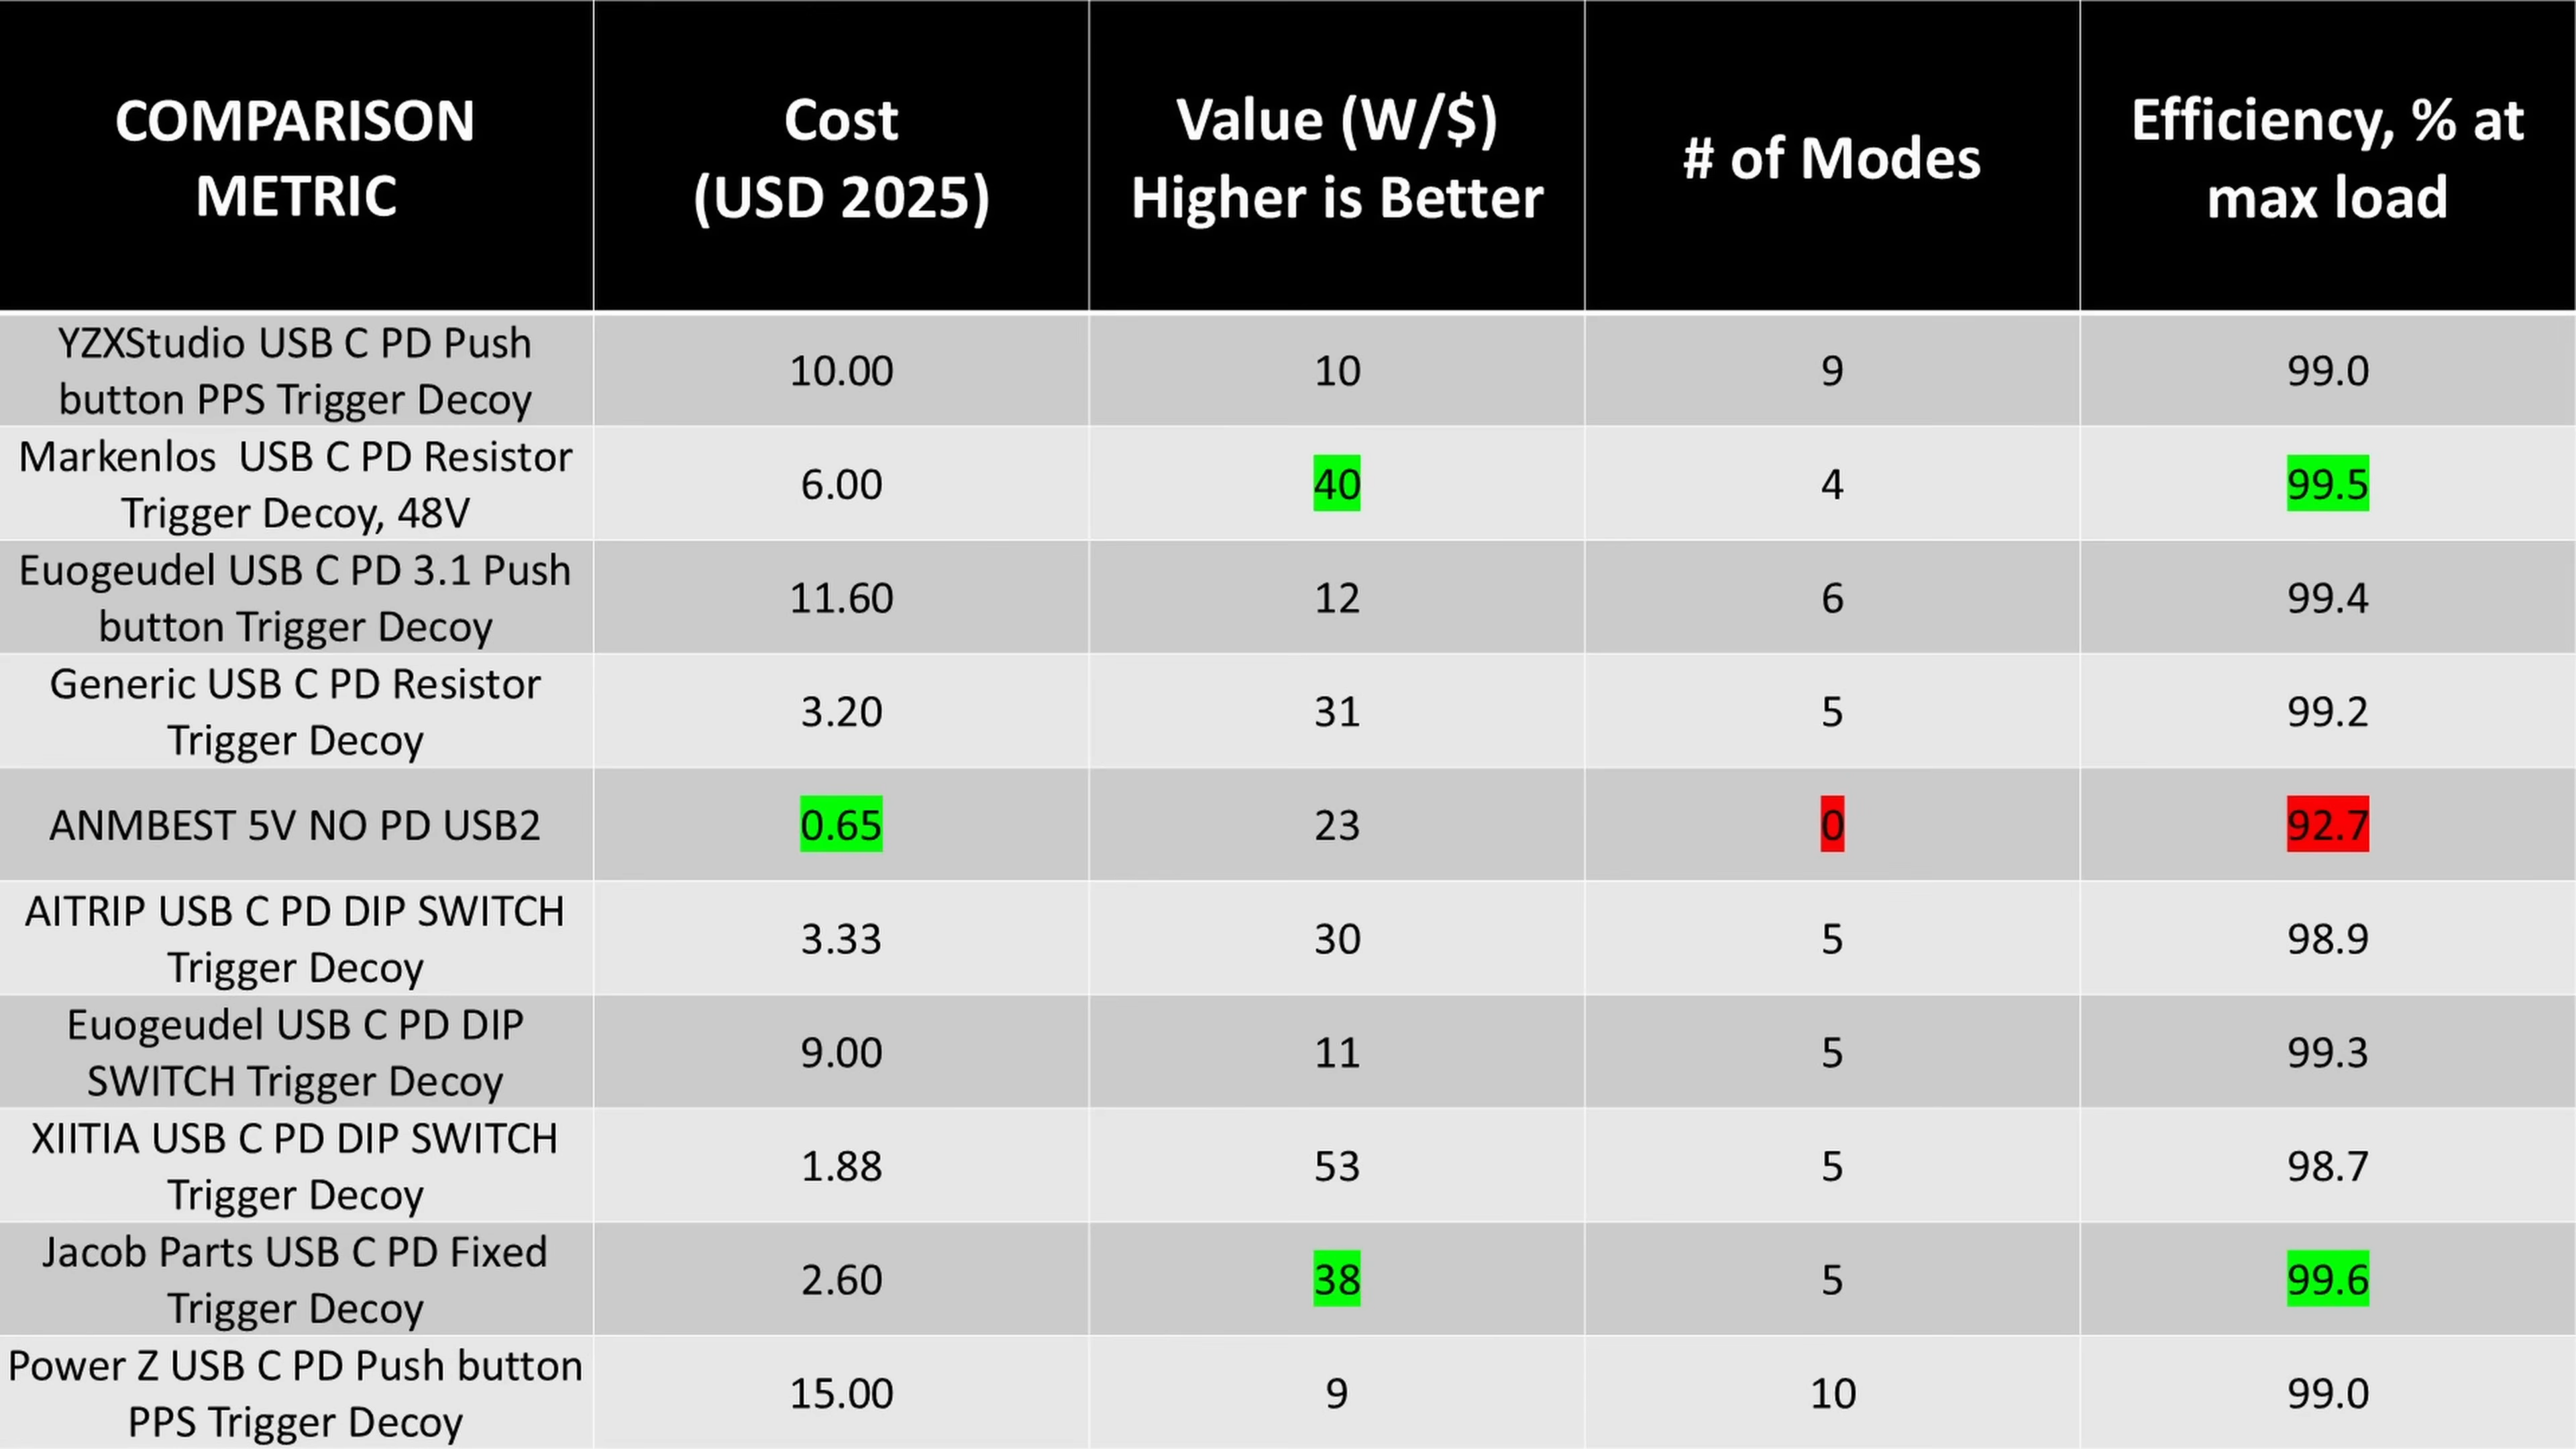 COMPARISON
METRIC
Cost
(USD 2025)
Value (W/$)
Higher is Better
# of Modes
Efficiency, % at
max load
YZXStudio USB C PD Push
button PPS Trigger Decoy
10.00
10
9
99.0
Markenlos  USB C PD Resistor
Trigger Decoy, 48V
6.00
40
4
99.5
Euogeudel USB C PD 3.1 Push
button Trigger Decoy
11.60
12
6
99.4
Generic USB C PD Resistor
Trigger Decoy
3.20
31
5
99.2
ANMBEST 5V NO PD USB2
0.65
23
0
92.7
AITRIP USB C PD DIP SWITCH
Trigger Decoy
3.33
30
5
98.9
Euogeudel USB C PD DIP
SWITCH Trigger Decoy
9.00
11
5
99.3
XIITIA USB C PD DIP SWITCH
Trigger Decoy
1.88
53
5
98.7
Jacob Parts USB C PD Fixed
Trigger Decoy
2.60
38
5
99.6
Power Z USB C PD Push button
PPS Trigger Decoy
15.00
9
10
99.0